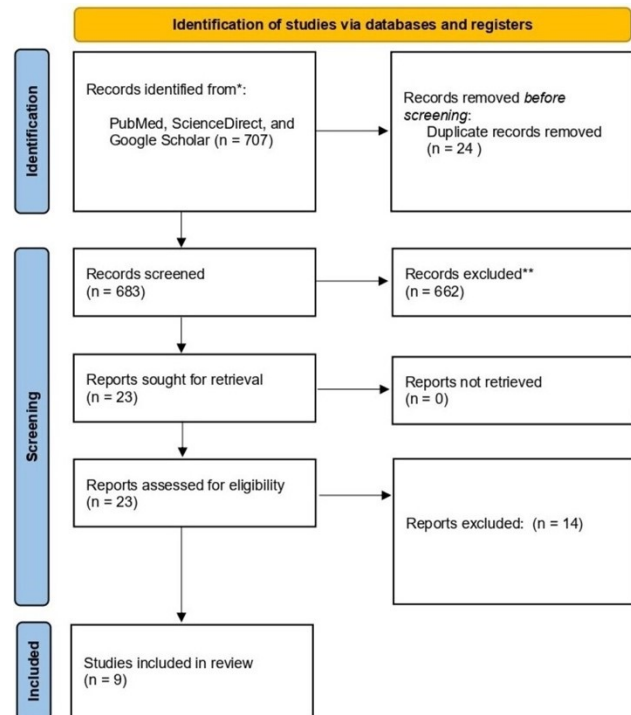 Identification of studies via databases and registers
Identification
Records identified from*:
PubMed, ScienceDirect, and
Google Scholar (n = 707)
Records removed before
screening:
Duplicate records removed
(n = 24 )
Screening
Records screened
(n = 683)
Records excluded**
(n = 662)
Reports sought for retrieval
(n = 23)
Reports not retrieved
(n = 0)
Reports assessed for eligibility
(n = 23)
Reports excluded: (n = 14)
Included
Studies included in review
(n = 9)